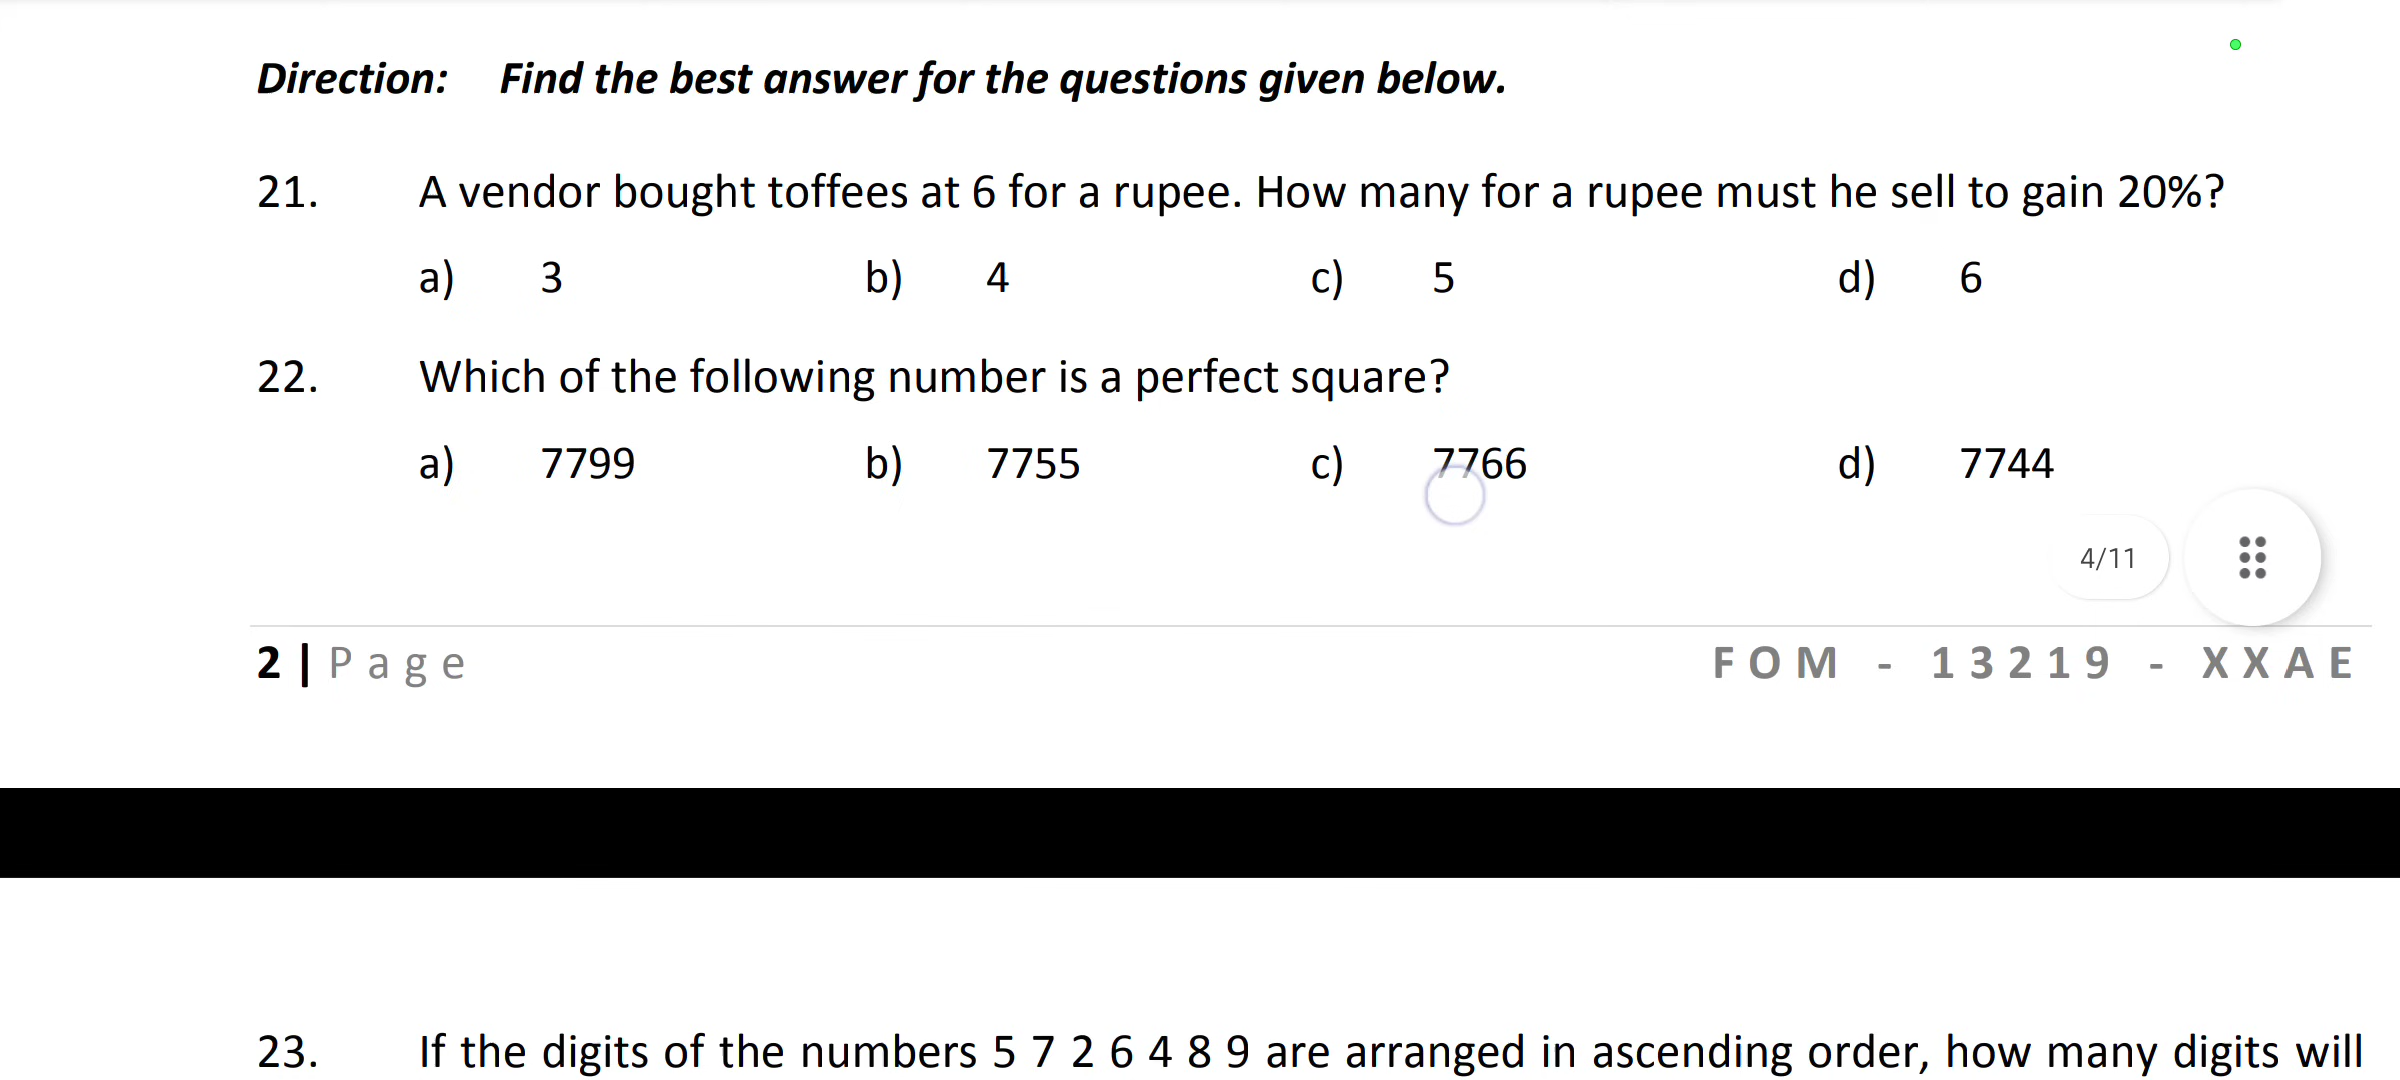 Direction: Find the best answer for the questions given below.
21. A vendor bought toffees at 6 for a rupee. How many for a rupee must he sell to gain 20%?
a) 3 b) 4 c) 5 d) 6
22. Which of the following number is a perfect square?
a) 7799 b) 7755 c) 7766 d) 7744
4/11
2 | Page FOM - 13219 - XXAE
23. If the digits of the numbers 5 7 2 6 4 8 9 are arranged in ascending order, how many digits will